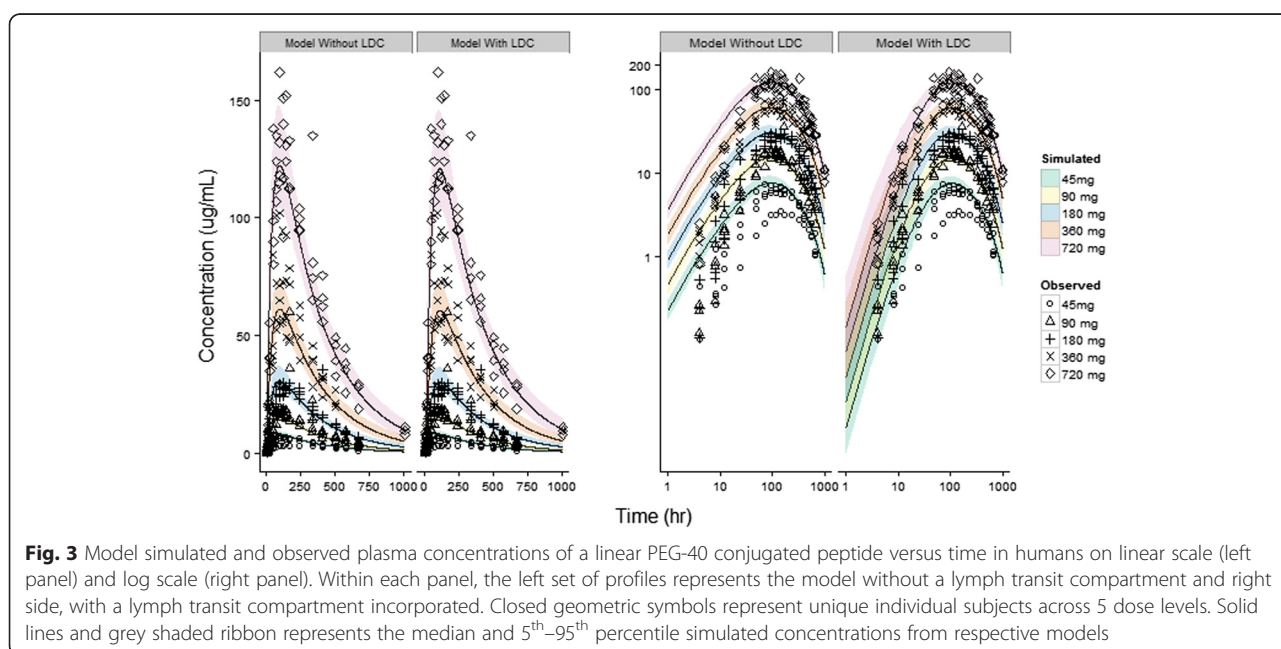 Model Without LDC
Model With LDC
Model Without LDC
Model With LDC
150
100
50
0
Concentration (ug/mL)
0 250 500 750 1000
0 250 500 750 1000
200
100
10
1
1 10 100 1000
1 10 100 1000
Time (hr)
Simulated
45mg
90 mg
180 mg
360 mg
720 mg
Observed
45mg
90 mg
180 mg
360 mg
720 mg
Fig. 3 Model simulated and observed plasma concentrations of a linear PEG-40 conjugated peptide versus time in humans on linear scale (left
panel) and log scale (right panel). Within each panel, the left set of profiles represents the model without a lymph transit compartment and right
side, with a lymph transit compartment incorporated. Closed geometric symbols represent unique individual subjects across 5 dose levels. Solid
lines and grey shaded ribbon represents the median and 5th–95th percentile simulated concentrations from respective models